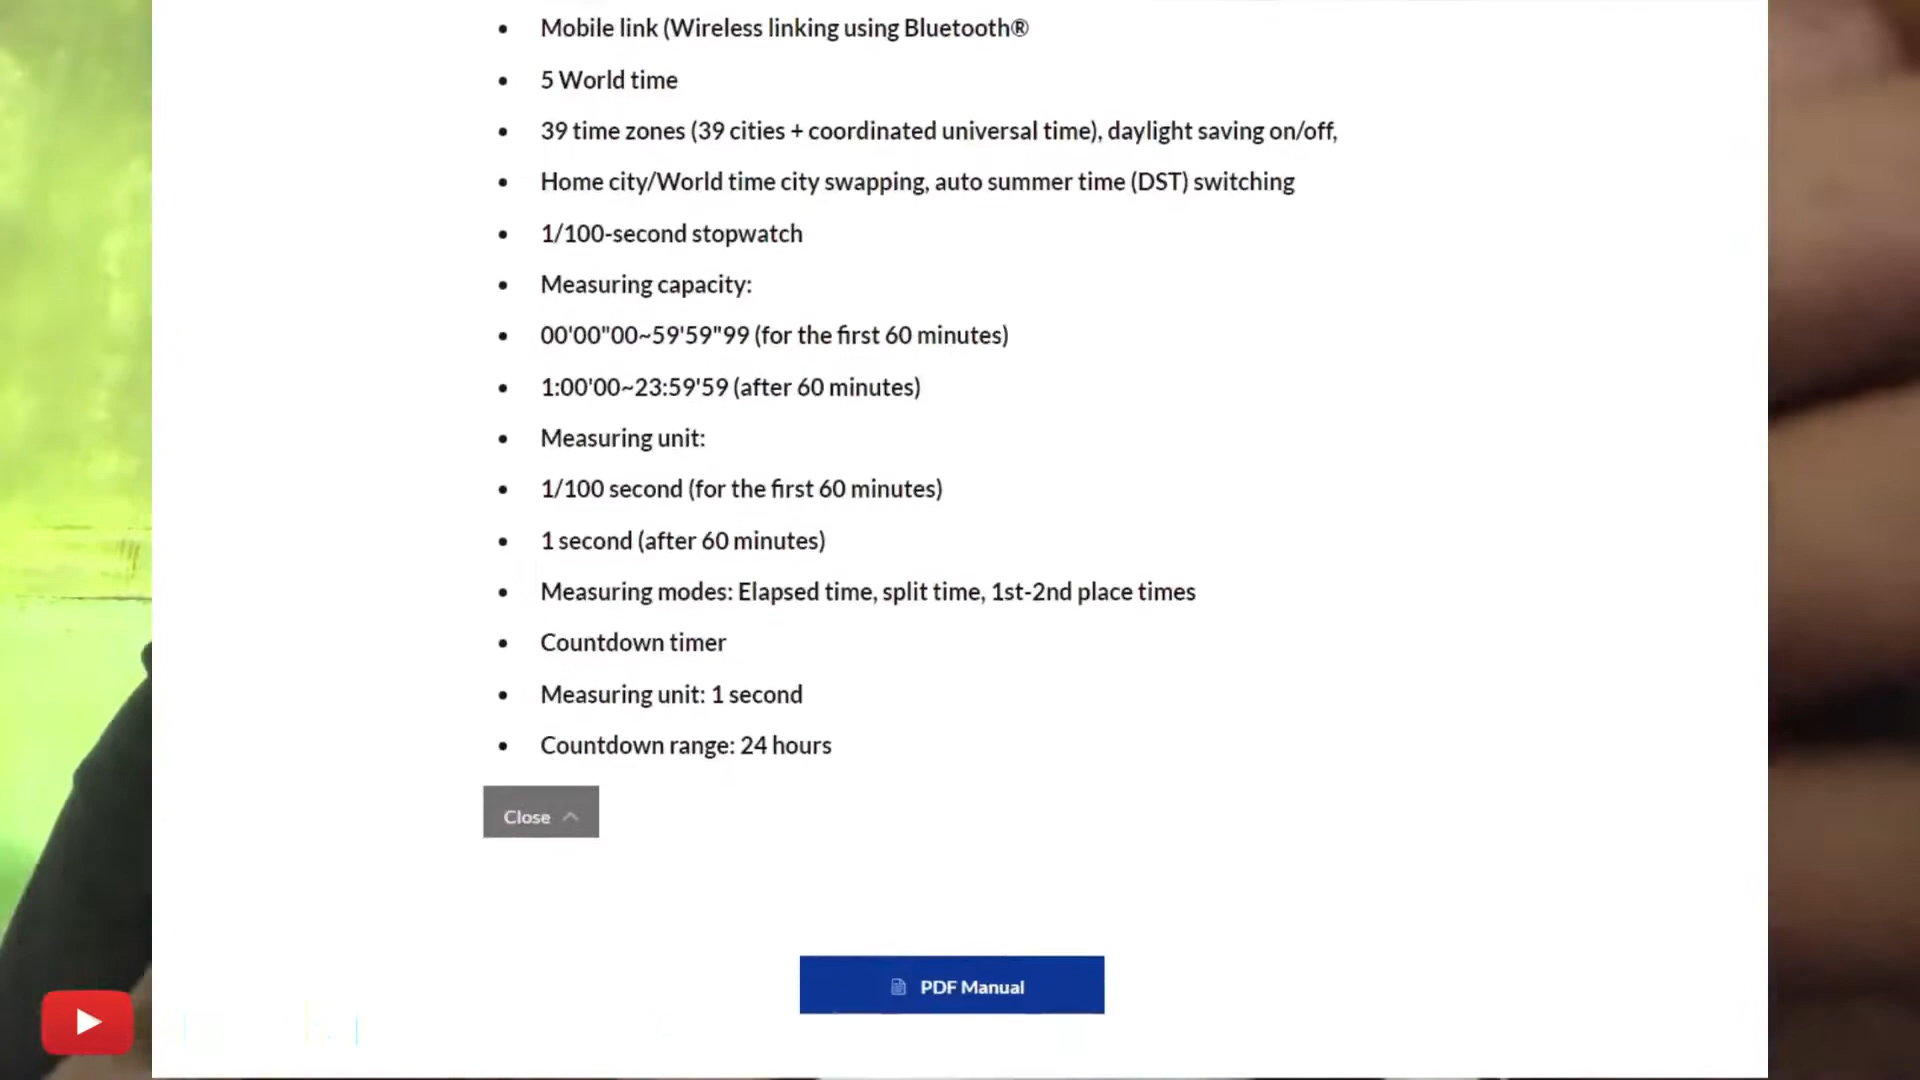 Mobile link (Wireless linking using Bluetooth®
5 World time
39 time zones (39 cities + coordinated universal time), daylight saving on/off,
Home city/World time city swapping, auto summer time (DST) switching
1/100-second stopwatch
Measuring capacity:
00'00"00~59'59"99 (for the first 60 minutes)
1:00'00~23:59'59 (after 60 minutes)
Measuring unit:
1/100 second (for the first 60 minutes)
1 second (after 60 minutes)
Measuring modes: Elapsed time, split time, 1st-2nd place times
Countdown timer
Measuring unit: 1 second
Countdown range: 24 hours
Close
PDF Manual